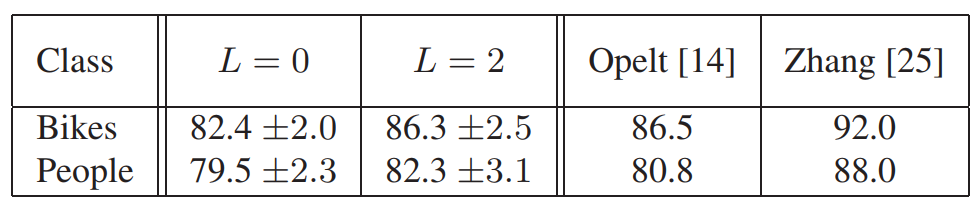 Class L = 0 L = 2 Opelt [14] Zhang [25]
Bikes 82.4 ±2.0 86.3 ±2.5 86.5 92.0
People 79.5 ±2.3 82.3 ±3.1 80.8 88.0